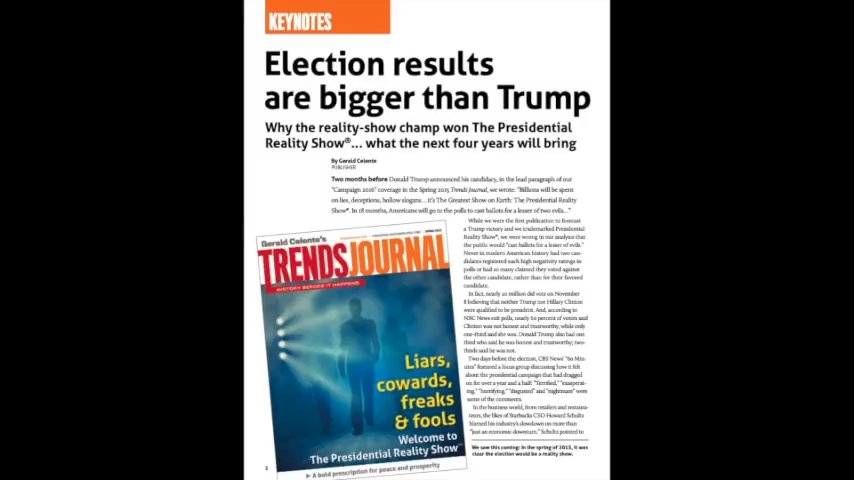 KEYNOTES
Election results
are bigger than Trump
Why the reality-show champ won The Presidential
Reality Show®... what the next four years will bring
By Gerald Celente
PUBLISHER
Two months before Donald Trump announced his candidacy, in the lead paragraph of our
"Campaign 2016" coverage in the Spring 2015 Trends Journal, we wrote: "Billions will be spent
on lies, deceptions, hollow slogans... it's The Greatest Show on Earth: The Presidential Reality
Show®. In 18 months, Americans will go to the polls to cast ballots for a lesser of two evils..."
While we were the first publication to forecast
a Trump victory and we trademarked Presidential
Reality Show®, we were wrong in our analysis that
the public would "cast ballots for a lesser of evils."
Never in modern American history had two can-
didates registered such high negativity ratings in
polls or had so many claimed they voted against
the other candidate, rather than for their favored
candidate.
In fact, nearly 20 million did vote on November
8 believing that neither Trump nor Hillary Clinton
were qualified to be president. And, according to
NBC News exit polls, nearly 60 percent of voters said
Clinton was not honest and trustworthy, while only
one-third said she was. Donald Trump also had one
third who said he was honest and trustworthy; two-
thirds said he was not.
Two days before the election, CBS News' "60 Min-
utes" featured a focus group discussing how it felt
about the presidential campaign that had dragged
on for over a year and a half: "Terrified," "exasperat-
ing," "horrifying," "disgusted" and "nightmare" were
some of the comments.
In the business world, from retailers and restaura-
teurs, the likes of Starbucks CEO Howard Schultz
blamed his industry's slowdown on more than
"just an economic downturn." Schultz pointed to
Gerald Celente's
TRENDS JOURNAL
HISTORY BEFORE IT HAPPENS
Liars,
cowards,
freaks
& fools
Welcome to
The Presidential Reality Show
▶ A bold prescription for peace and prosperity
We saw this coming: In the spring of 2015, it was
clear the election would be a reality show.
2